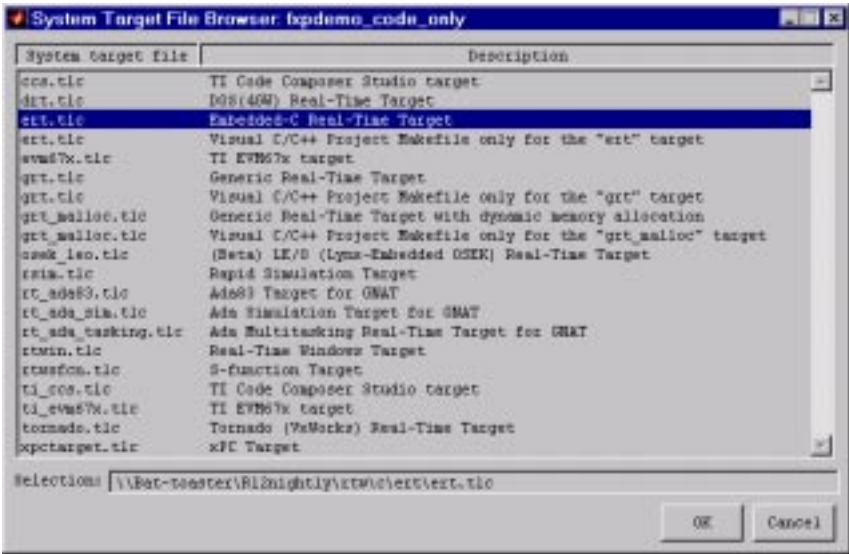 System Target File Browser: fxpdemo_code_only
System target file Description
ccs.tlc TI Code Composer Studio target
drt.tlc DOS(4GW) Real-Time Target
ert.tlc Embedded-C Real-Time Target
ert.tlc Visual C/C++ Project Makefile only for the "ert" target
evm67x.tlc TI EVM67x target
grt.tlc Generic Real-Time Target
grt.tlc Visual C/C++ Project Makefile only for the "grt" target
grt_malloc.tlc Generic Real-Time Target with dynamic memory allocation
grt_malloc.tlc Visual C/C++ Project Makefile only for the "grt_malloc" target
osek_leo.tlc (Beta) LE/O (Lynx-Embedded OSEK) Real-Time Target
rsim.tlc Rapid Simulation Target
rt_ada83.tlc Ada83 Target for GNAT
rt_ada_sim.tlc Ada Simulation Target for GNAT
rt_ada_tasking.tlc Ada Multitasking Real-Time Target for GNAT
rtwin.tlc Real-Time Windows Target
rtwsfcn.tlc S-function Target
ti_ccs.tlc TI Code Composer Studio target
ti_evm67x.tlc TI EVM67x target
tornado.tlc Tornado (VxWorks) Real-Time Target
xpctarget.tlc xPC Target
Selection: \\Bat-toaster\R12nightly\rtw\c\ert\ert.tlc
OK Cancel